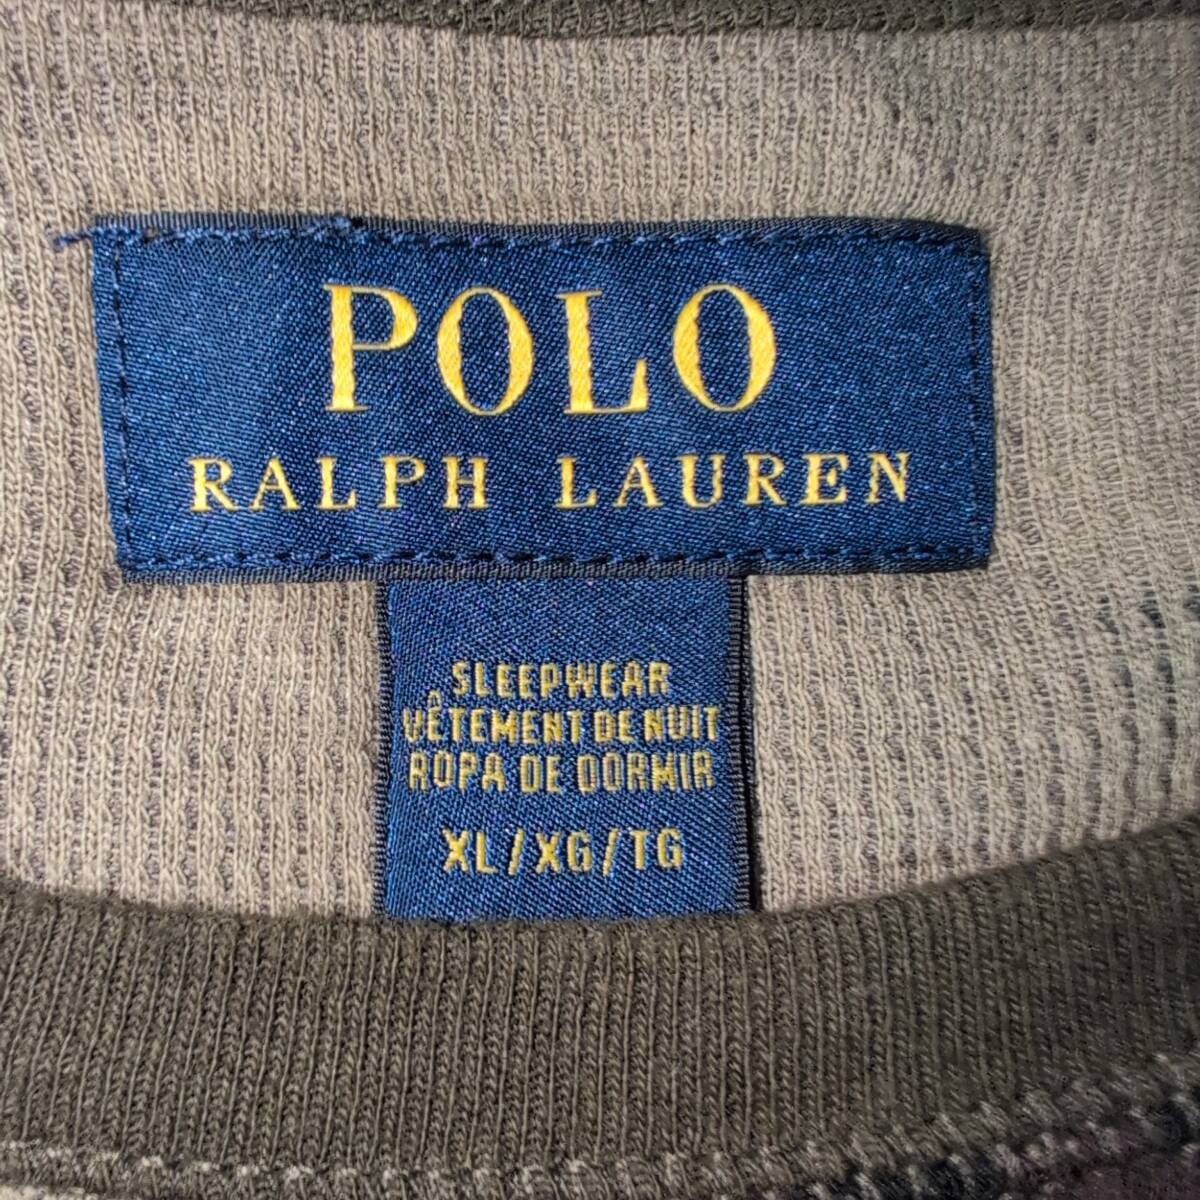 POLO
RALPH LAUREN
SLEEPWEAR
VÊTEMENT DE NUIT
ROPA DE DORMIR
XL/XG/TG